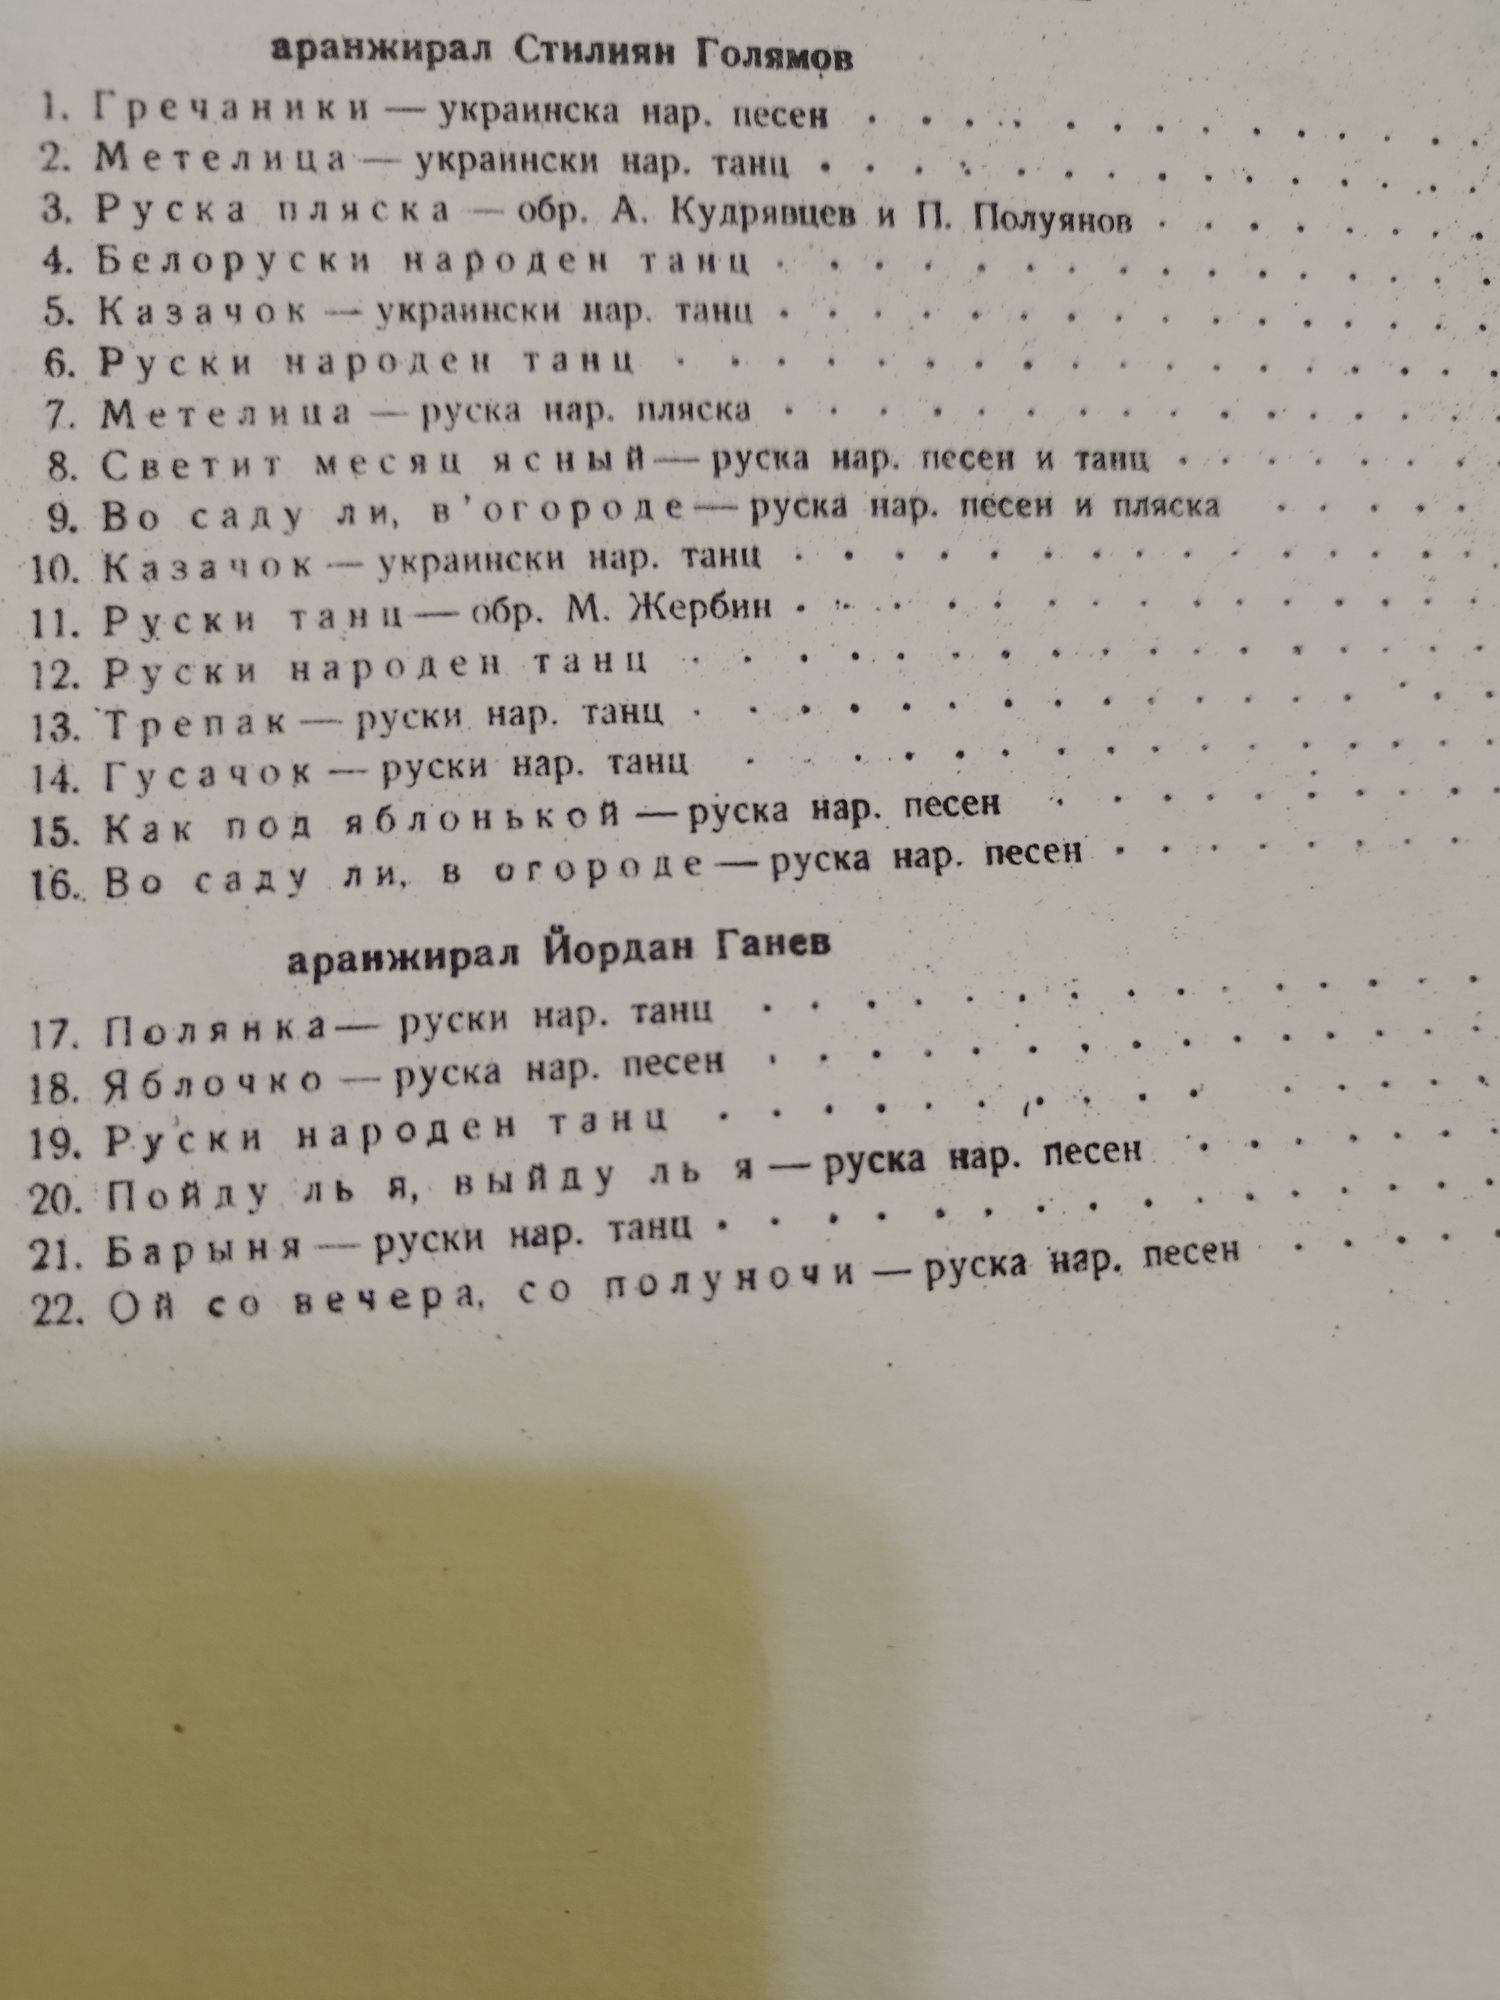 аранжирал Стилиян Голямов
1. Гречаники — украинска нар. песен
2. Метелица — украински нар. танц
3. Руска пляска — обр. А. Кудрявцев и П. Полуянов
4. Белоруски народен танц
5. Казачок — украински нар. танц
6. Руски народен танц
7. Метелица — руска нар. пляска
8. Светит месяц ясный — руска нар. песен и танц
9. Во саду ли, в'огороде — руска нар. песен и пляска
10. Казачок — украински нар. танц
11. Руски танц — обр. М. Жербин
12. Руски народен танц
13. Трепак — руски нар. танц
14. Гусачок — руски нар. танц
15. Как под яблонькой — руска нар. песен
16. Во саду ли, в огороде — руска нар. песен
аранжирал Йордан Ганев
17. Полянка — руски нар. танц
18. Яблочко — руска нар. песен
19. Руски народен танц
20. Пойду ль я, выйду ль я — руска нар. песен
21. Барыня — руски нар. танц
22. Ой со вечера, со полуночи — руска нар. песен